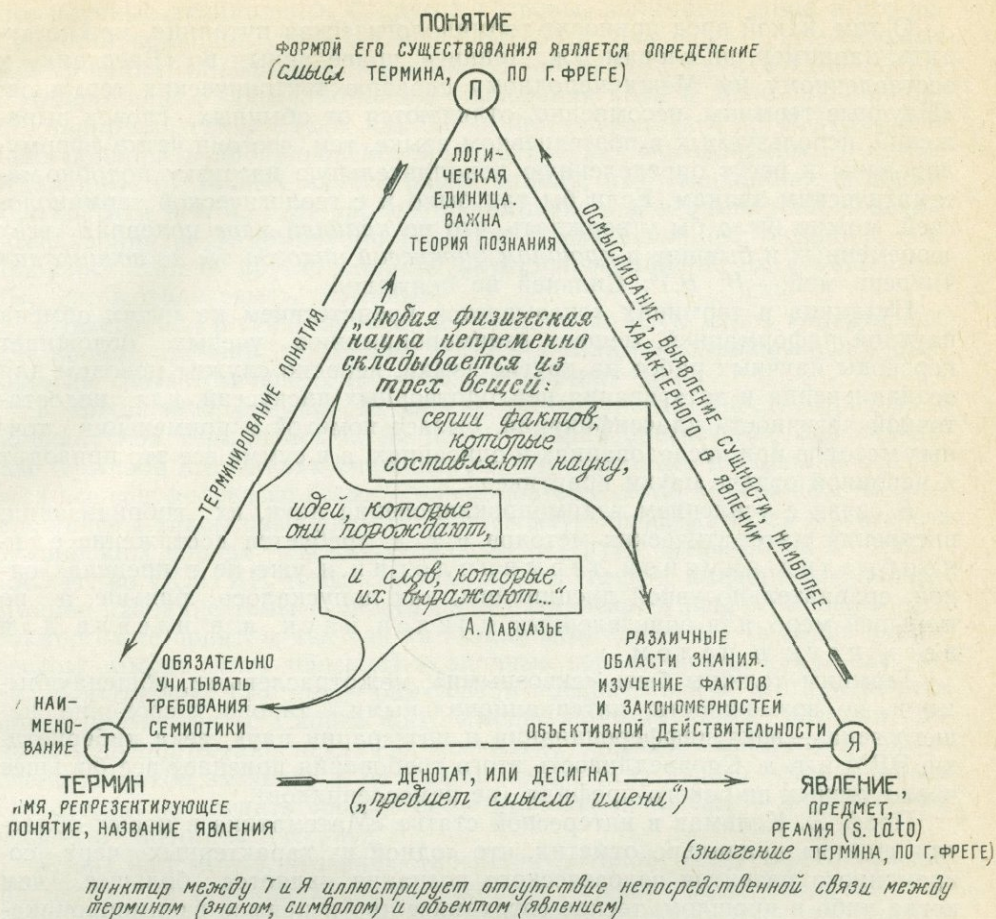 ПОНЯТИЕ
ФОРМОЙ ЕГО СУЩЕСТВОВАНИЯ ЯВЛЯЕТСЯ ОПРЕДЕЛЕНИЕ
(смысл ТЕРМИНА, ПО Г. ФРЕГЕ)
П
ЛОГИ-
ЧЕСКАЯ
ЕДИНИЦА.
ВАЖНА
ТЕОРИЯ ПОЗНАНИЯ
ТЕРМИНИРОВАНИЕ ПОНЯТИЯ
ОСМЫСЛИВАНИЕ, ВЫЯВЛЕНИЕ СУЩНОСТИ, НАИБОЛЕЕ
ХАРАКТЕРНОГО В ЯВЛЕНИИ
„Любая физическая
наука непременно
складывается из
трех вещей:
серии фактов,
которые
составляют науку,
идей, которые
они порождают,
и слов, которые
их выражают...“
А. ЛАВУАЗЬЕ
ОБЯЗАТЕЛЬНО
УЧИТЫВАТЬ
ТРЕБОВАНИЯ
СЕМИОТИКИ
РАЗЛИЧНЫЕ
ОБЛАСТИ ЗНАНИЯ.
ИЗУЧЕНИЕ ФАКТОВ
И ЗАКОНОМЕРНОСТЕЙ
ОБЪЕКТИВНОЙ ДЕЙСТВИТЕЛЬНОСТИ
НАИ-
МЕНО-
ВАНИЕ
Т
Я
ТЕРМИН
ИМЯ, РЕПРЕЗЕНТИРУЮЩЕЕ
ПОНЯТИЕ, НАЗВАНИЕ ЯВЛЕНИЯ
ДЕНОТАТ, ИЛИ ДЕСИГНАТ
(„предмет смысла имени“)
ЯВЛЕНИЕ,
ПРЕДМЕТ,
РЕАЛИЯ (s. lato)
(значение ТЕРМИНА, ПО Г. ФРЕГЕ)
пунктир между Т и Я иллюстрирует отсутствие непосредственной связи между
термином (знаком, символом) и объектом (явлением)